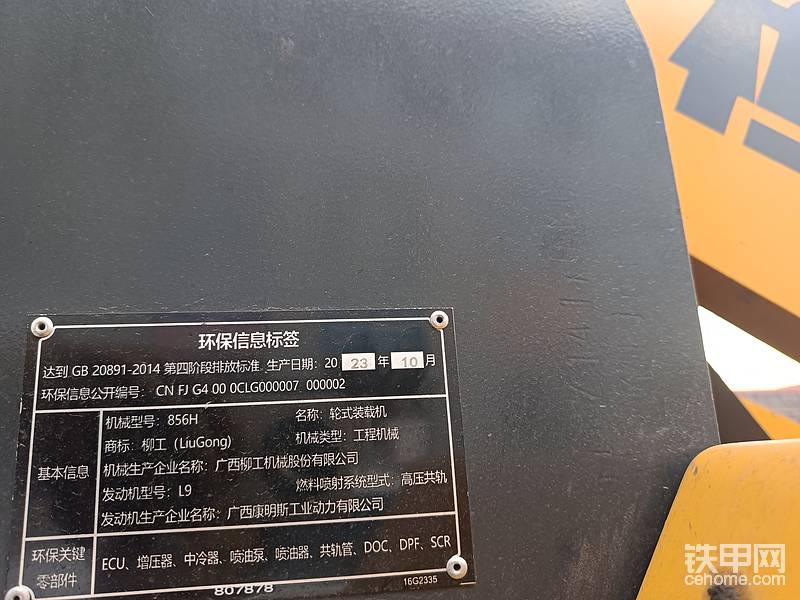 环保信息标签
达到 GB 20891-2014 第四阶段排放标准 生产日期：20 23 年 10 月
环保信息公开编号： CN FJ G4 00 0CLG000007 000002
基本信息
机械型号：856H 名称：轮式装载机
商标：柳工（LiuGong) 机械类型：工程机械
机械生产企业名称：广西柳工机械股份有限公司
发动机型号：L9 燃料喷射系统型式：高压共轨
发动机生产企业名称：广西康明斯工业动力有限公司
环保关键
零部件
ECU、增压器、中冷器、喷油泵、喷油器、共轨管、DOC、DPF、SCR
807878
16G2335
铁甲网
cehome.com